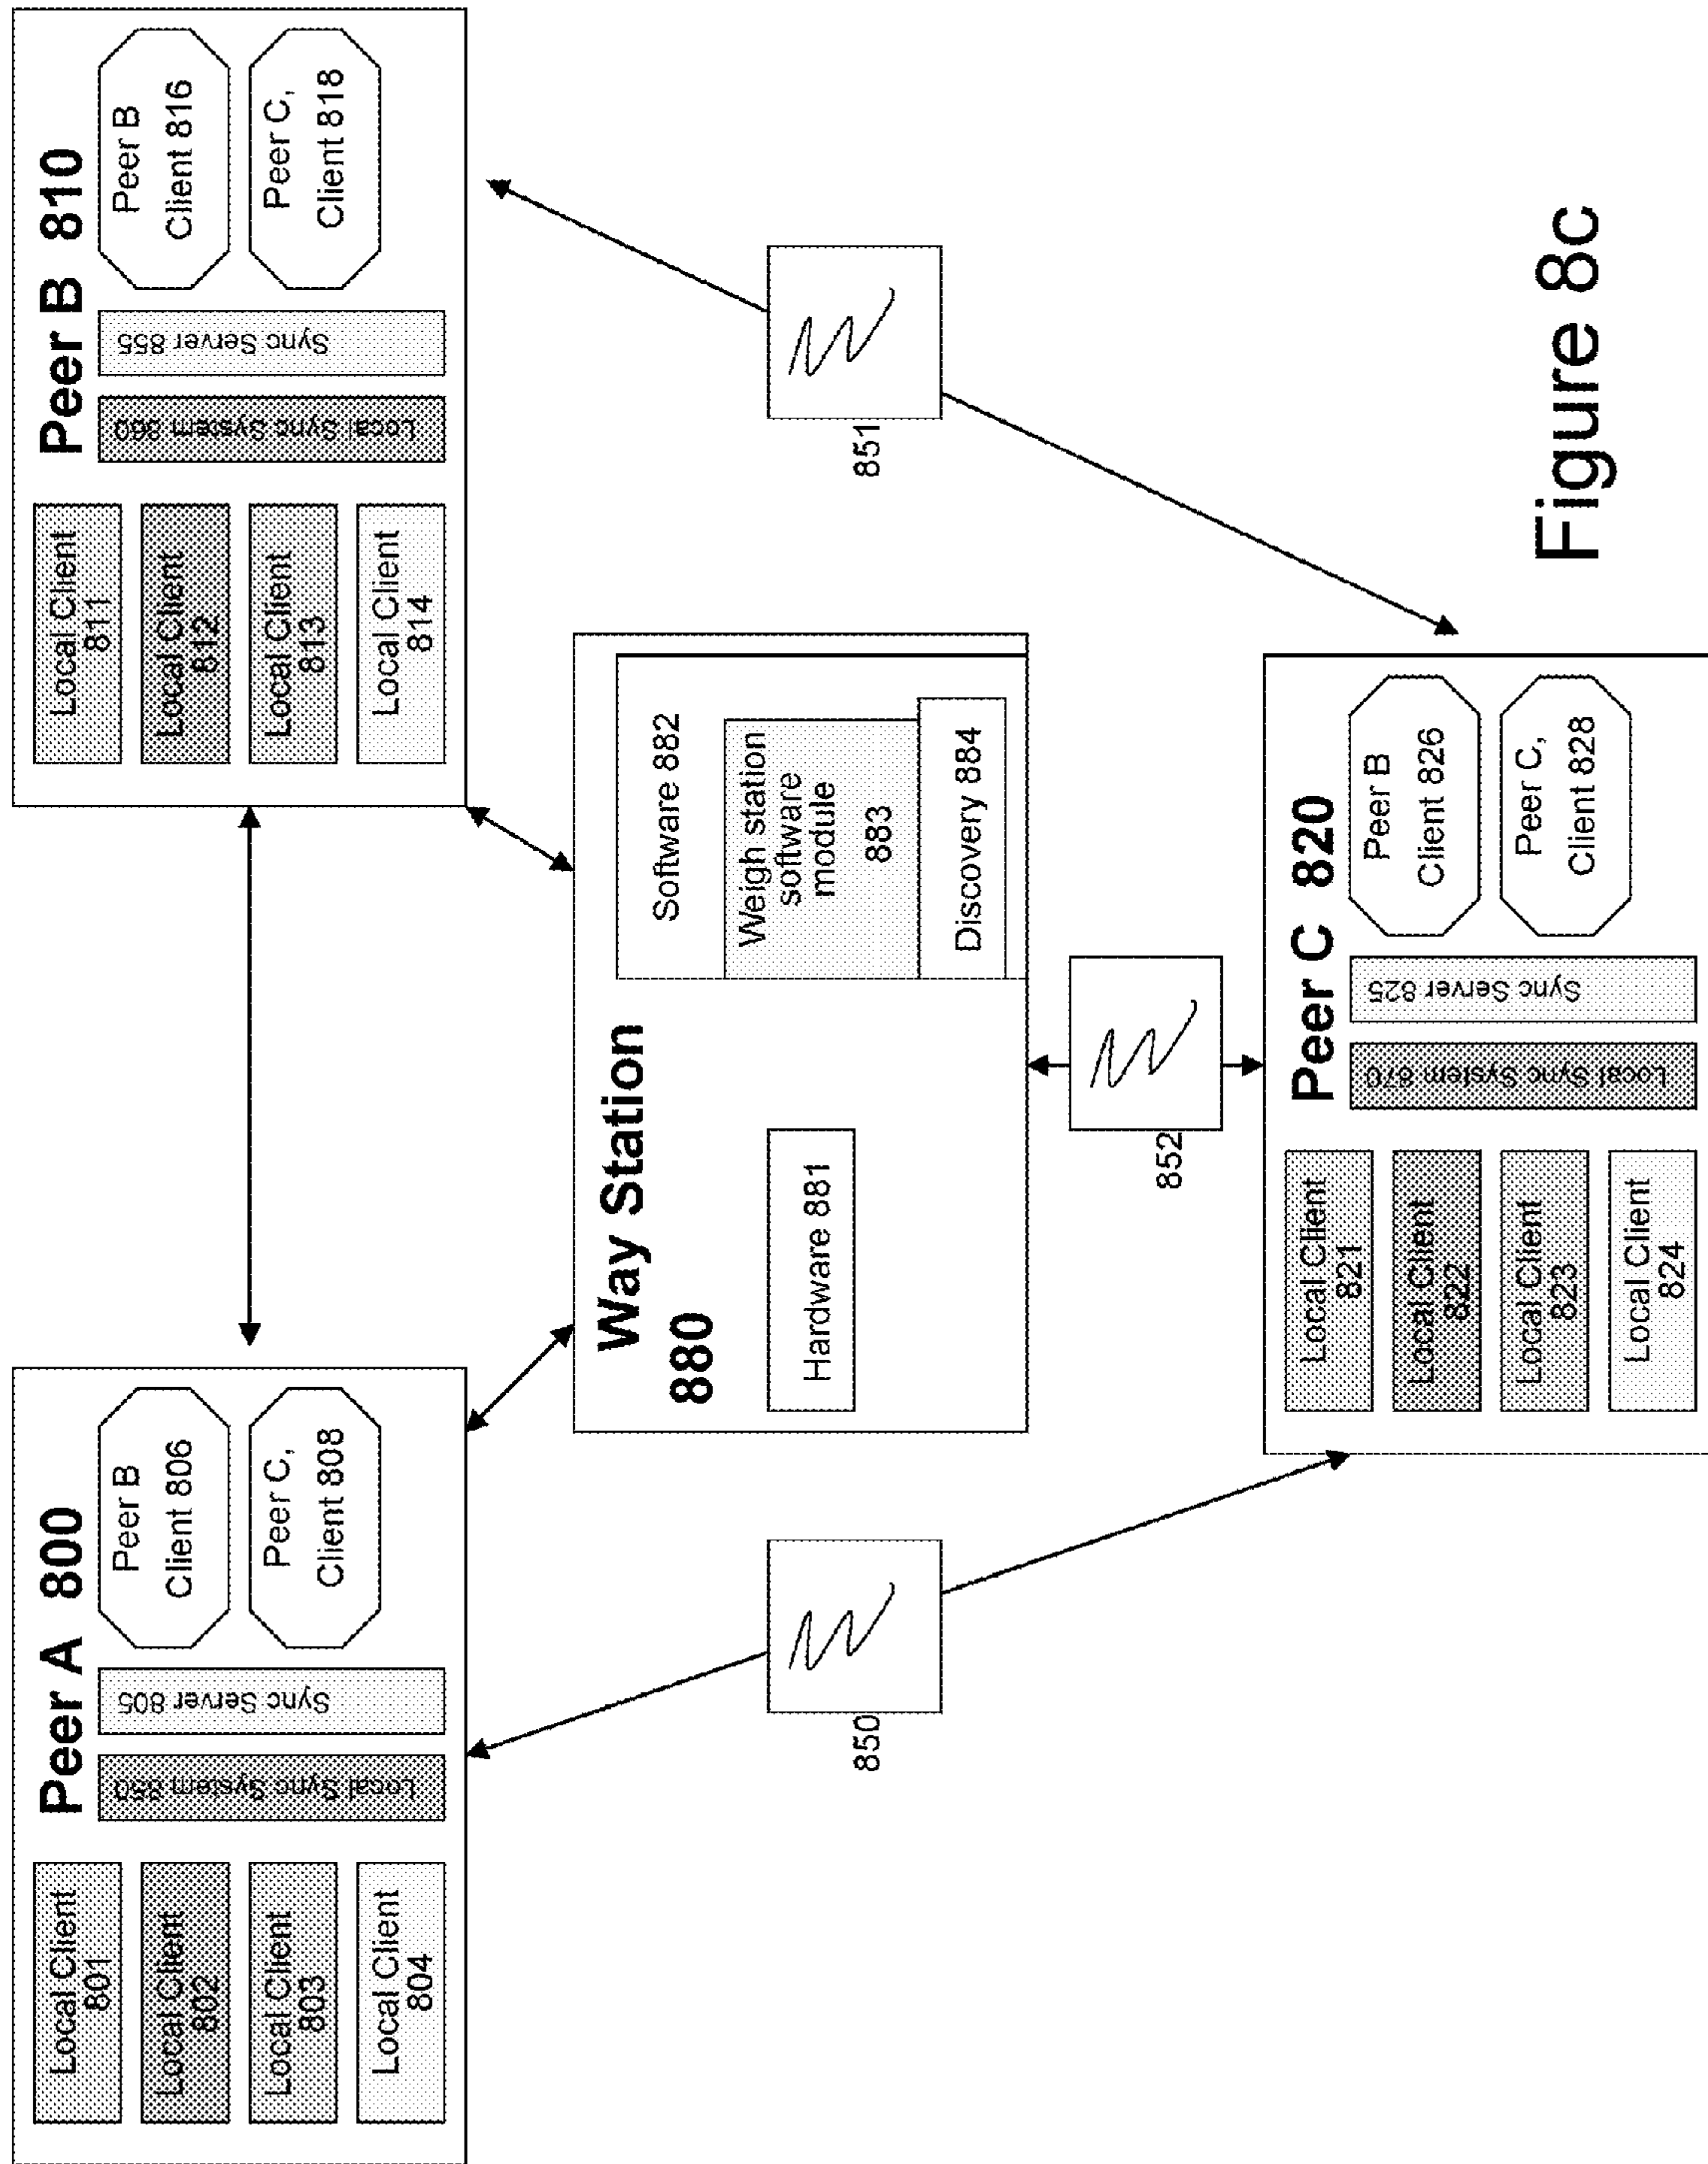 Peer A 800
Local Client
801
Local Client
802
Local Client
803
Local Client
804
Local Sync System 850
Sync Server 805
Peer B
Client 806
Peer C,
Client 808
Peer B 810
Local Client
811
Local Client
812
Local Client
813
Local Client
814
Local Sync System 860
Sync Server 855
Peer B
Client 816
Peer C,
Client 818
Way Station
880
Hardware 881
Software 882
Weigh station
software
module
883
Discovery 884
850
851
852
Peer C 820
Local Client
821
Local Client
822
Local Client
823
Local Client
824
Local Sync System 870
Sync Server 825
Peer B
Client 826
Peer C,
Client 828
Figure 8c